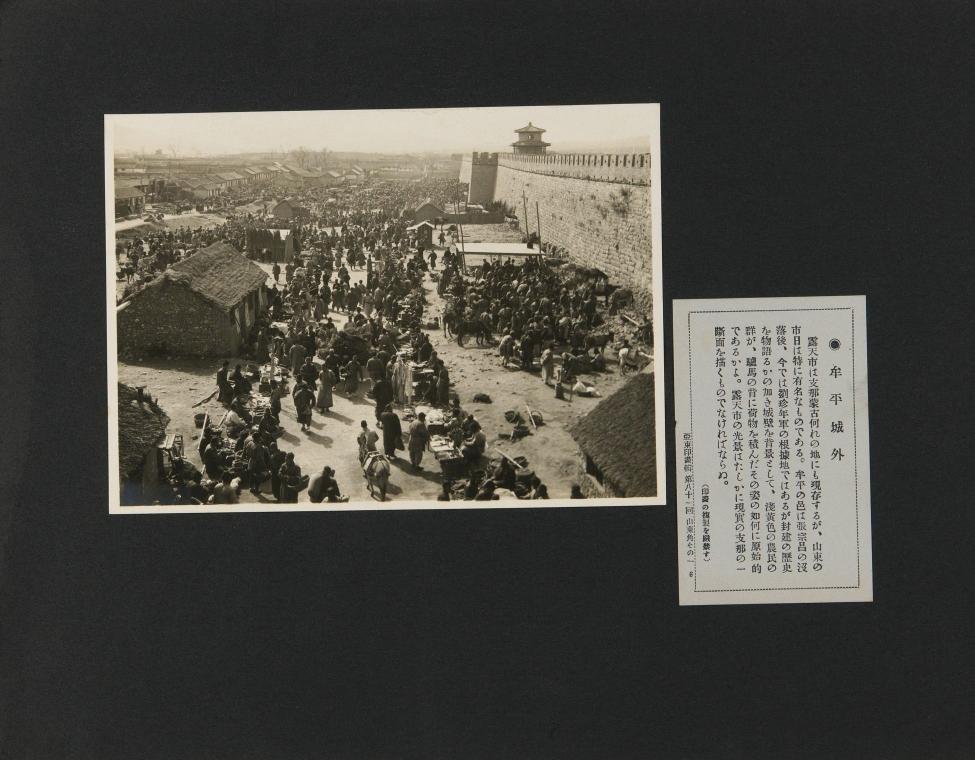 ● 牟平城外
露天市は支那蒙古何れの地にも現存するが、山東の
市日は特に有名なものである。牟平の邑は張宗昌の沒
落後、今では劉珍年軍の根據地ではあるが封建の歷史
を物語るかの如き城壁を背景として、淺黃色の農民の
群が、驢馬の背に荷物を積んだその姿の如何に原始的
であるかよ。露天市の光景はたしかに現實の支那の一
斷面を描くものでなければならぬ。
(印畫の複製を嚴禁す)
亞東印畫輯 第八十一回 山東角その一 8